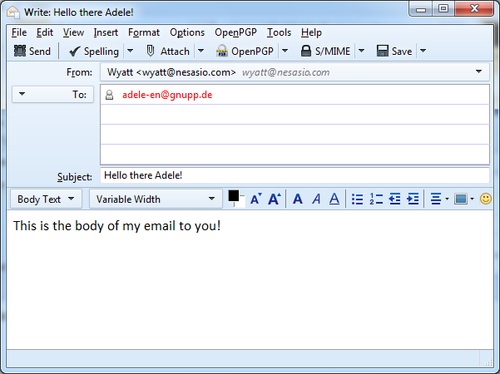 Write: Hello there Adele!
File Edit View Insert Format Options OpenPGP Tools Help
Send Spelling Attach OpenPGP S/MIME Save
From: Wyatt <wyatt@nesasio.com> wyatt@nesasio.com
To: adele-en@gnupp.de
Subject: Hello there Adele!
Body Text Variable Width A A A A A
This is the body of my email to you!